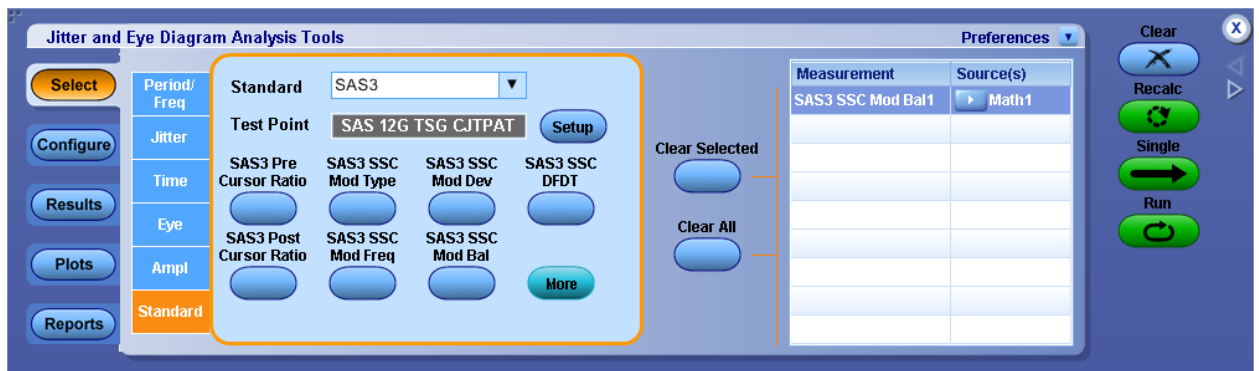 Jitter and Eye Diagram Analysis Tools
Preferences
Clear
X
Select
Configure
Results
Plots
Reports
Period/
Freq
Jitter
Time
Eye
Ampl
Standard
Standard
SAS3
Test Point
SAS 12G TSG CJTPAT
Setup
SAS3 Pre
Cursor Ratio
SAS3 SSC
Mod Type
SAS3 SSC
Mod Dev
SAS3 SSC
DFDT
SAS3 Post
Cursor Ratio
SAS3 SSC
Mod Freq
SAS3 SSC
Mod Bal
More
Clear Selected
Clear All
Measurement
Source(s)
SAS3 SSC Mod Bal1
Math1
Recalc
Single
Run